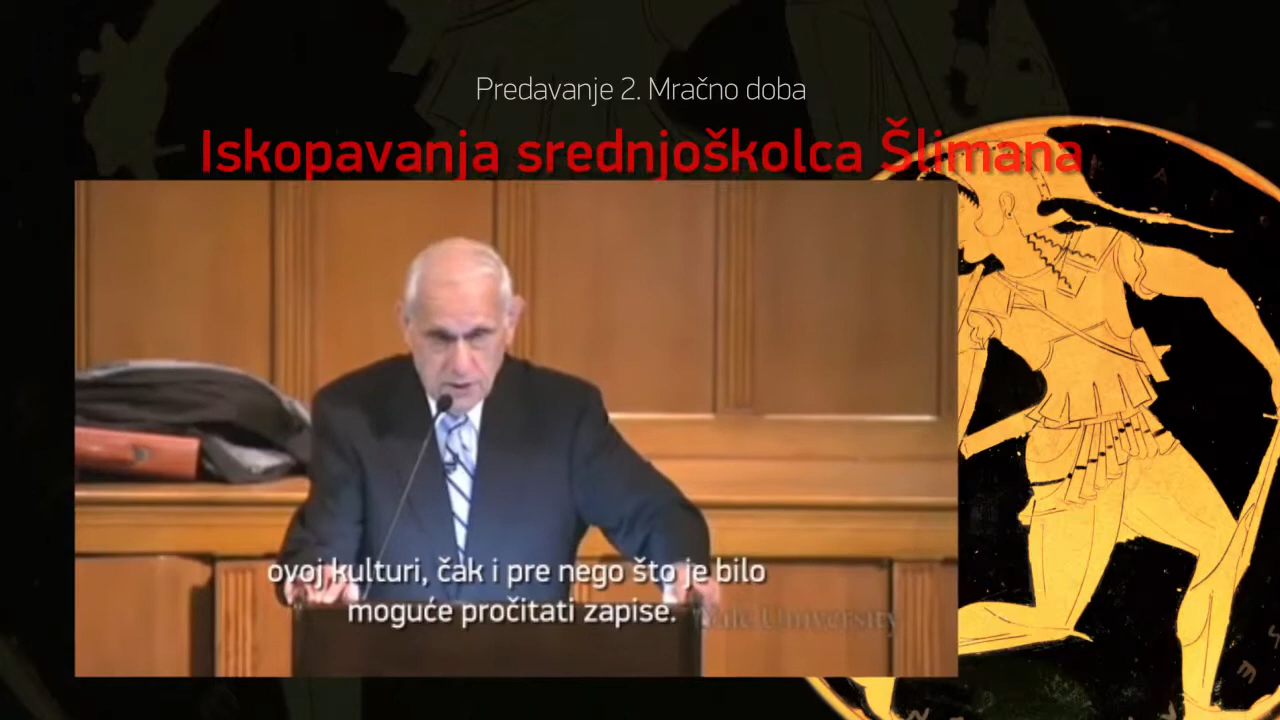 Predavanje 2. Mračno doba
Iskopavanja srednjoškolca Šlimana
ovoj kulturi, čak i pre nego što je bilo
moguće pročitati zapise.
Yale University